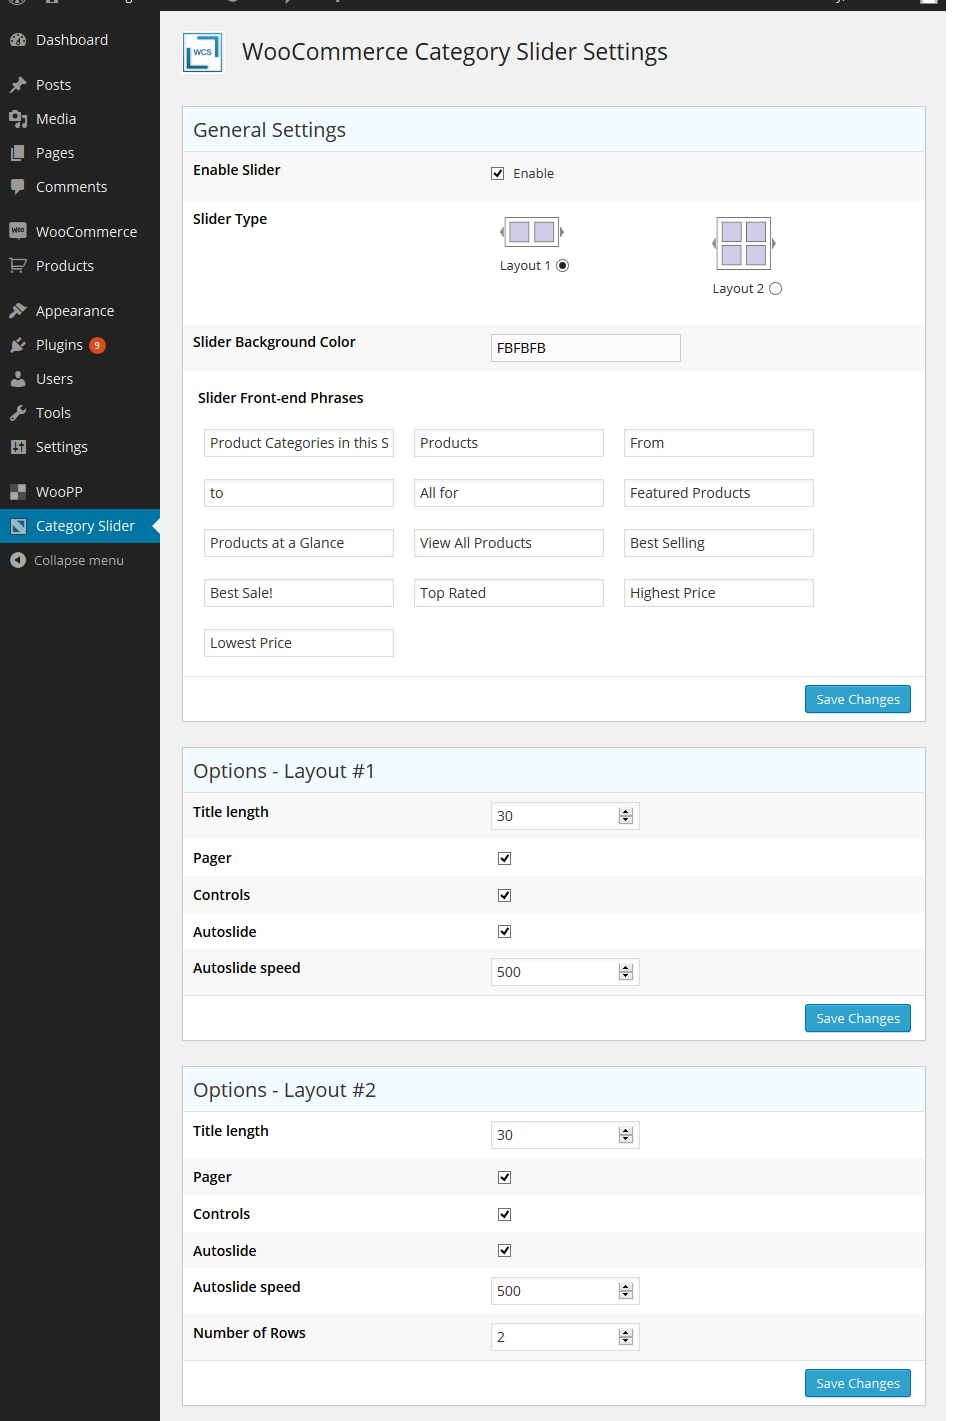 Dashboard
Posts
Media
Pages
Comments
WooCommerce
Products
Appearance
Plugins 9
Users
Tools
Settings
WooPP
Category Slider
Collapse menu
WCS
WooCommerce Category Slider Settings
General Settings
Enable Slider
Enable
Slider Type
Layout 1
Layout 2
Slider Background Color
FBFBFB
Slider Front-end Phrases
Product Categories in this S
Products
From
to
All for
Featured Products
Products at a Glance
View All Products
Best Selling
Best Sale!
Top Rated
Highest Price
Lowest Price
Save Changes
Options - Layout #1
Title length
30
Pager
Controls
Autoslide
Autoslide speed
500
Save Changes
Options - Layout #2
Title length
30
Pager
Controls
Autoslide
Autoslide speed
500
Number of Rows
2
Save Changes